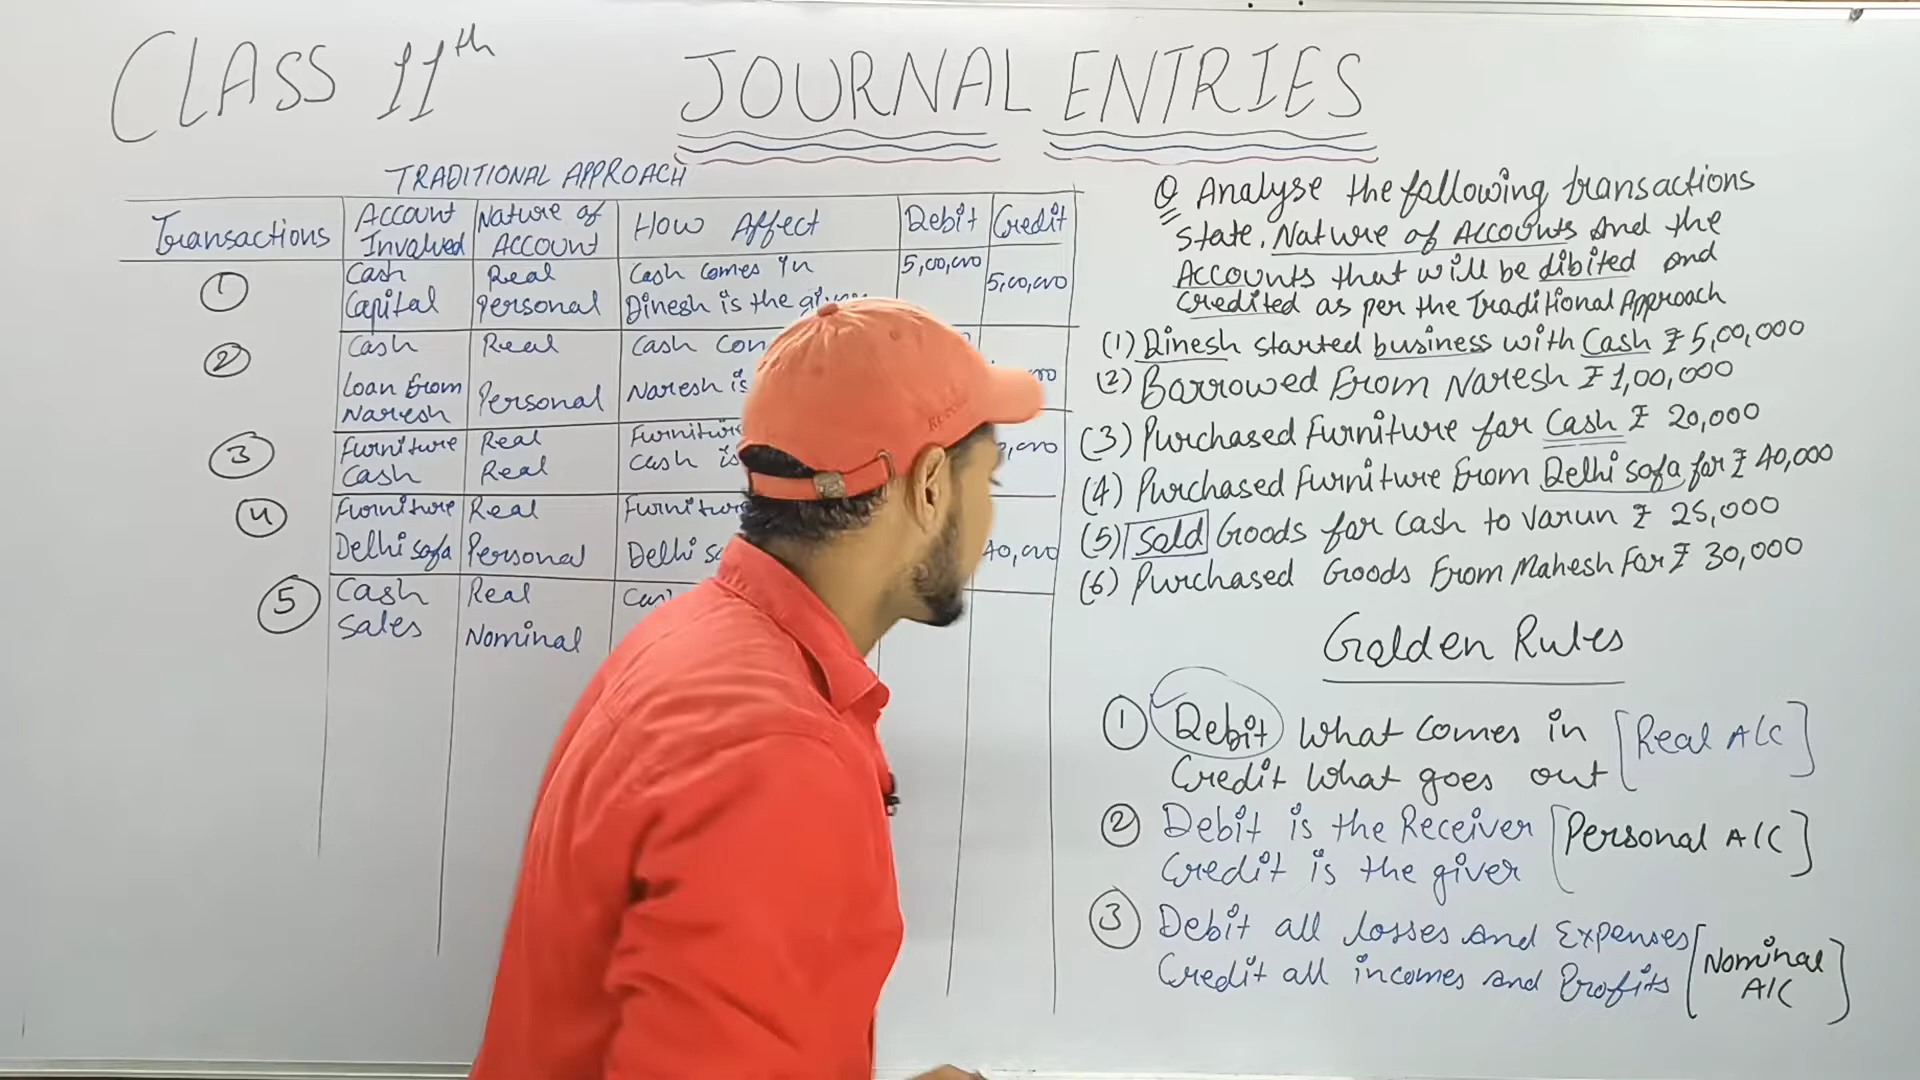 CLASS 11th
JOURNAL ENTRIES
TRADITIONAL APPROACH
Transactions
Account Involved
Nature of Account
How Affect
Debit
Credit
1
Cash
Real
Cash comes in
5,00,000
Capital
Personal
Dinesh is the giver
5,00,000
2
Cash
Real
Cash
Loan From Naresh
Personal
Naresh is
3
Furniture
Real
Cash
Real
Cash is
4
Furniture
Real
Delhi sofa
Personal
Delhi
40,000
5
Cash
Real
Sales
Nominal
Q Analyse the following transactions
state, Nature of Accounts And the
Accounts that will be dibited and
Credited as per the Traditional Approach
(1) Dinesh started business with Cash ₹ 5,00,000
(2) Barrowed From Naresh ₹ 1,00,000
(3) Purchased Furniture for Cash ₹ 20,000
(4) Purchased Furniture From Delhi sofa for ₹ 40,000
(5) Sold Goods for Cash to Varun ₹ 25,000
(6) Purchased Goods From Mahesh For ₹ 30,000
Golden Rules
1 Debit What Comes in [Real A/C]
Credit What goes out
2 Debit is the Receiver [Personal A/C]
Credit is the giver
3 Debit all losses and Expenses [Nominal A/C]
Credit all incomes and Profits